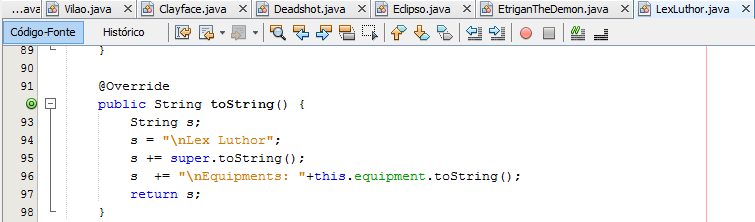 ...ava Vilao.java Clayface.java Deadshot.java Eclipso.java EtriganTheDemon.java LexLuthor.java
Código-Fonte Histórico
89 }
90
91 @Override
public String toString() {
93 String s;
94 s = "\nLex Luthor";
95 s += super.toString();
96 s  += "\nEquipments: "+this.equipment.toString();
97 return s;
98 }